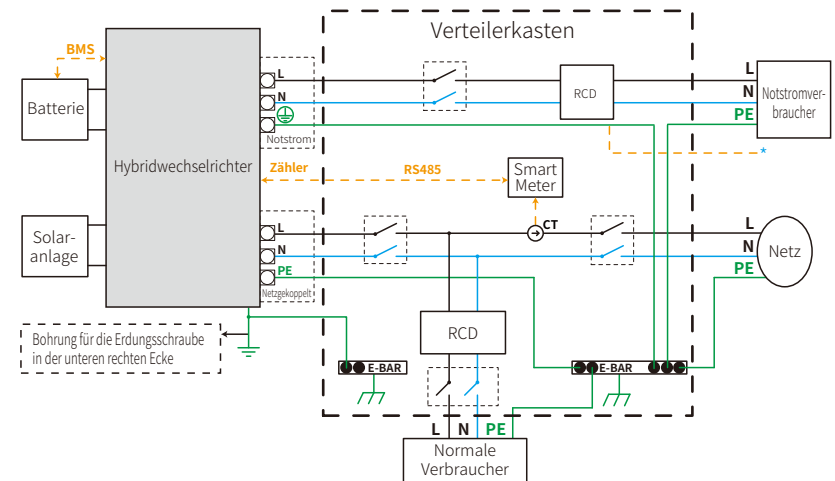 Verteilerkasten
BMS
Batterie
Hybridwechselrichter
L
N
Notstrom
RCD
L
N
PE
Notstromver-
braucher
*
Zähler
RS485
Smart
Meter
CT
Solar-
anlage
L
N
PE
Netzgekoppelt
L
N
PE
Netz
RCD
Bohrung für die Erdungsschraube
in der unteren rechten Ecke
E-BAR
E-BAR
L N PE
Normale
Verbraucher